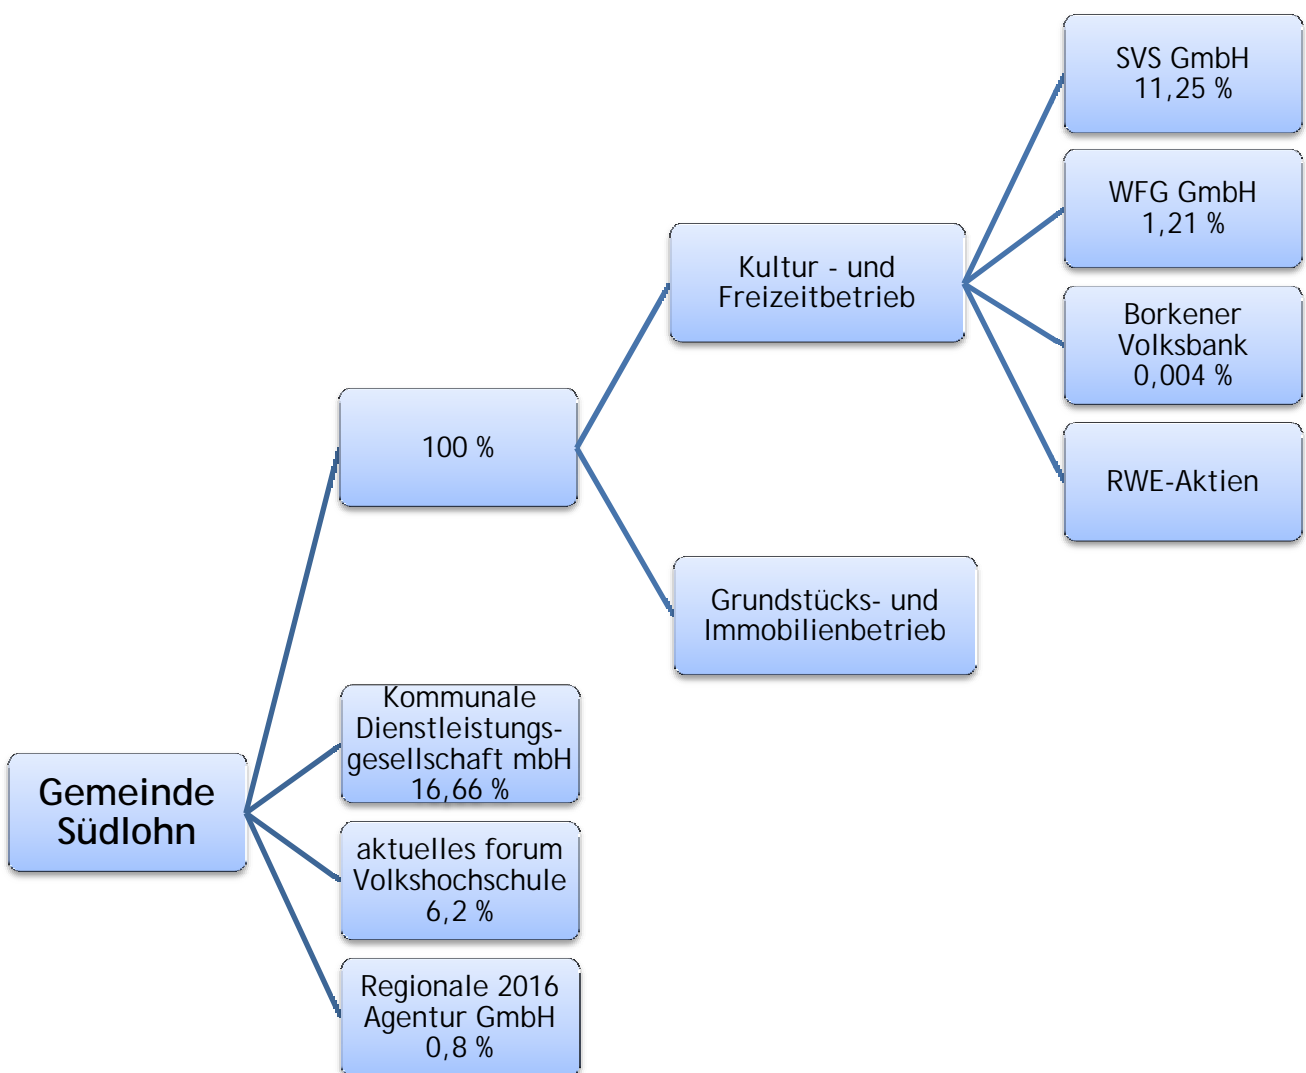 SVS GmbH
11,25 %
WFG GmbH
1,21 %
Kultur - und
Freizeitbetrieb
Borkener
Volksbank
0,004 %
100 %
RWE-Aktien
Grundstücks- und
Immobilienbetrieb
Kommunale
Dienstleistungs-
gesellschaft mbH
16,66 %
Gemeinde
Südlohn
aktuelles forum
Volkshochschule
6,2 %
Regionale 2016
Agentur GmbH
0,8 %